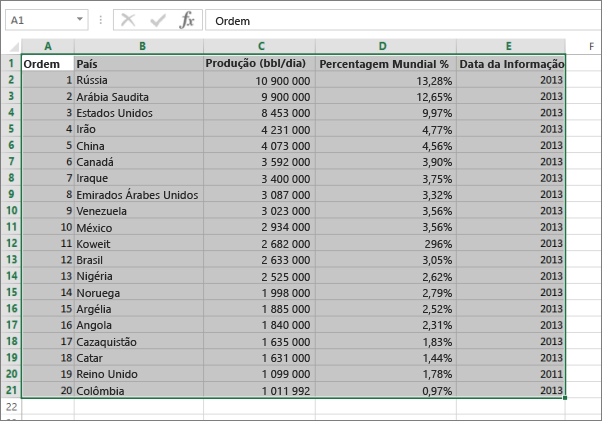 A1 fx Ordem
A B C D E F
1 Ordem País Produção (bbl/dia) Percentagem Mundial % Data da Informação
2 1 Rússia 10 900 000 13,28% 2013
3 2 Arábia Saudita 9 900 000 12,65% 2013
4 3 Estados Unidos 8 453 000 9,97% 2013
5 4 Irão 4 231 000 4,77% 2013
6 5 China 4 073 000 4,56% 2013
7 6 Canadá 3 592 000 3,90% 2013
8 7 Iraque 3 400 000 3,75% 2013
9 8 Emirados Árabes Unidos 3 087 000 3,32% 2013
10 9 Venezuela 3 023 000 3,56% 2013
11 10 México 2 934 000 3,56% 2013
12 11 Koweit 2 682 000 296% 2013
13 12 Brasil 2 633 000 3,05% 2013
14 13 Nigéria 2 525 000 2,62% 2013
15 14 Noruega 1 998 000 2,79% 2013
16 15 Argélia 1 885 000 2,52% 2013
17 16 Angola 1 840 000 2,31% 2013
18 17 Cazaquistão 1 635 000 1,83% 2013
19 18 Catar 1 631 000 1,44% 2013
20 19 Reino Unido 1 099 000 1,78% 2011
21 20 Colômbia 1 011 992 0,97% 2013
22